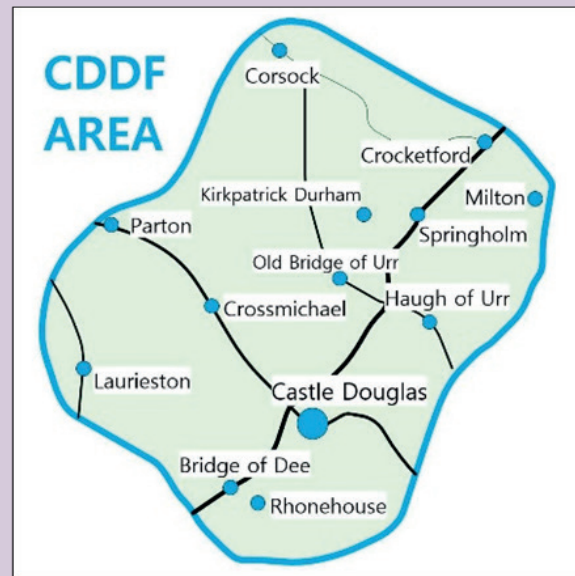 CDDF
AREA
Corsock
Crocketford
Kirkpatrick Durham
Milton
Parton
Springholm
Old Bridge of Urr
Crossmichael
Haugh of Urr
Laurieston
Castle Douglas
Bridge of Dee
Rhonehouse